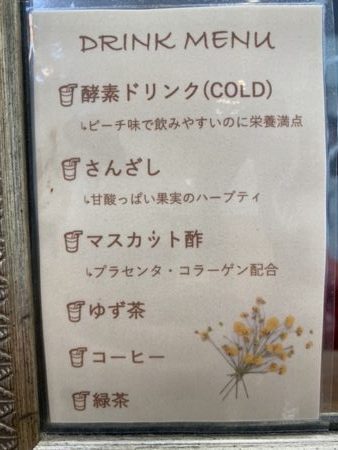 DRINK MENU
酵素ドリンク(COLD)
↳ピーチ味で飲みやすいのに栄養満点
さんざし
↳甘酸っぱい果実のハーブティ
マスカット酢
↳プラセンタ・コラーゲン配合
ゆず茶
コーヒー
緑茶